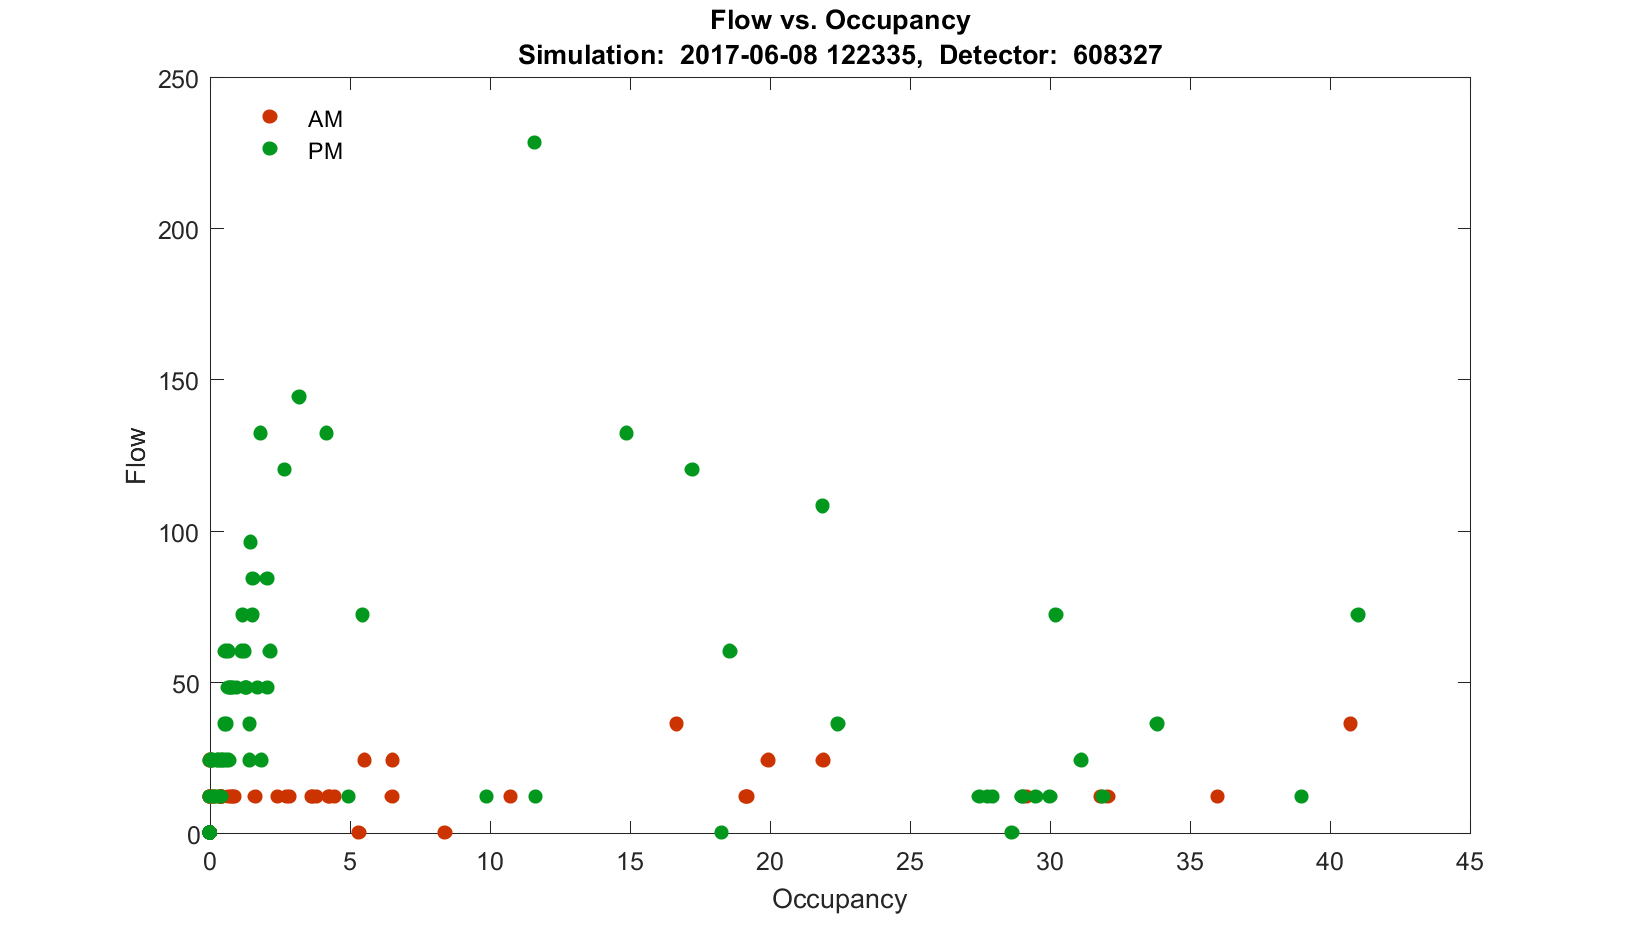 Flow vs. Occupancy
Simulation:  2017-06-08 122335,  Detector:  608327
250
AM
PM
200
150
Flow
100
50
0
0 5 10 15 20 25 30 35 40 45
Occupancy